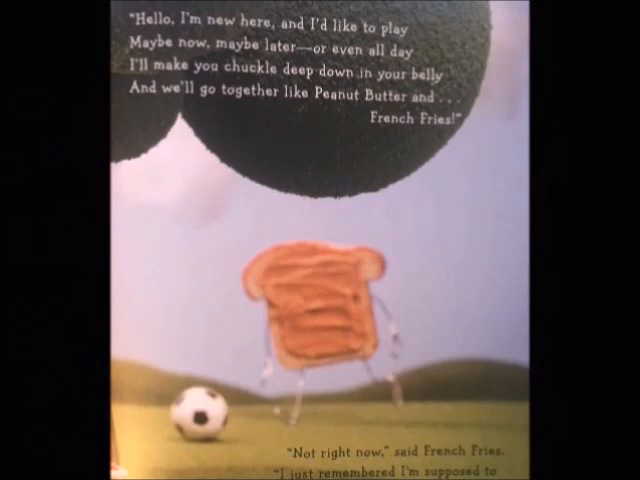 "Hello, I'm new here, and I'd like to play
Maybe now, maybe later—or even all day
I'll make you chuckle deep down in your belly
And we'll go together like Peanut Butter and . . .
French Fries!"
"Not right now," said French Fries.
"I just remembered I'm supposed to